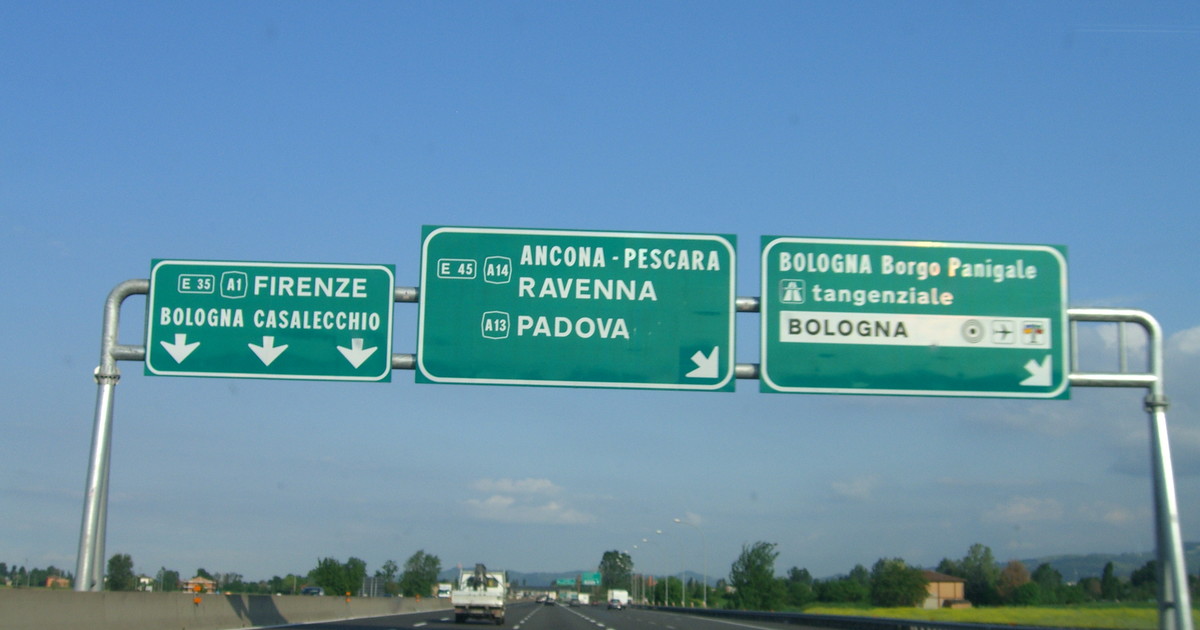 E 35 A1 FIRENZE
BOLOGNA CASALECCHIO
E 45 A14 ANCONA - PESCARA
RAVENNA
A13 PADOVA
BOLOGNA Borgo Panigale
tangenziale
BOLOGNA